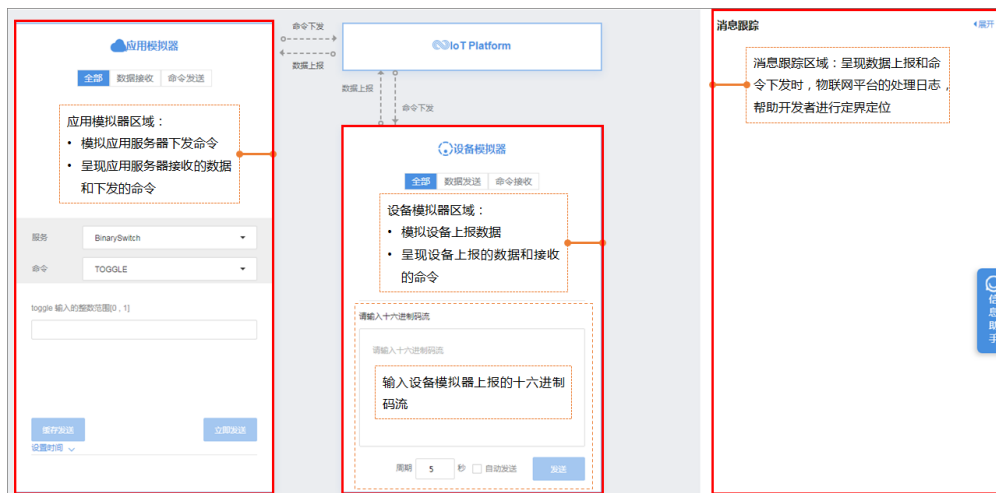 应用模拟器
全部 数据接收 命令发送
应用模拟器区域：
• 模拟应用服务器下发命令
• 呈现应用服务器接收的数据
和下发的命令
服务 BinarySwitch
命令 TOGGLE
toggle 输入的整数范围[0 , 1]
缓存发送 立即发送
设置时间
命令下发
数据上报
IoT Platform
数据上报
命令下发
设备模拟器
全部 数据发送 命令接收
设备模拟器区域：
• 模拟设备上报数据
• 呈现设备上报的数据和接收
的命令
请输入十六进制码流
请输入十六进制码流
输入设备模拟器上报的十六进制
码流
周期 5 秒 自动发送 发送
消息跟踪 展开
消息跟踪区域：呈现数据上报和命
令下发时，物联网平台的处理日志，
帮助开发者进行定界定位
信
息
助
手